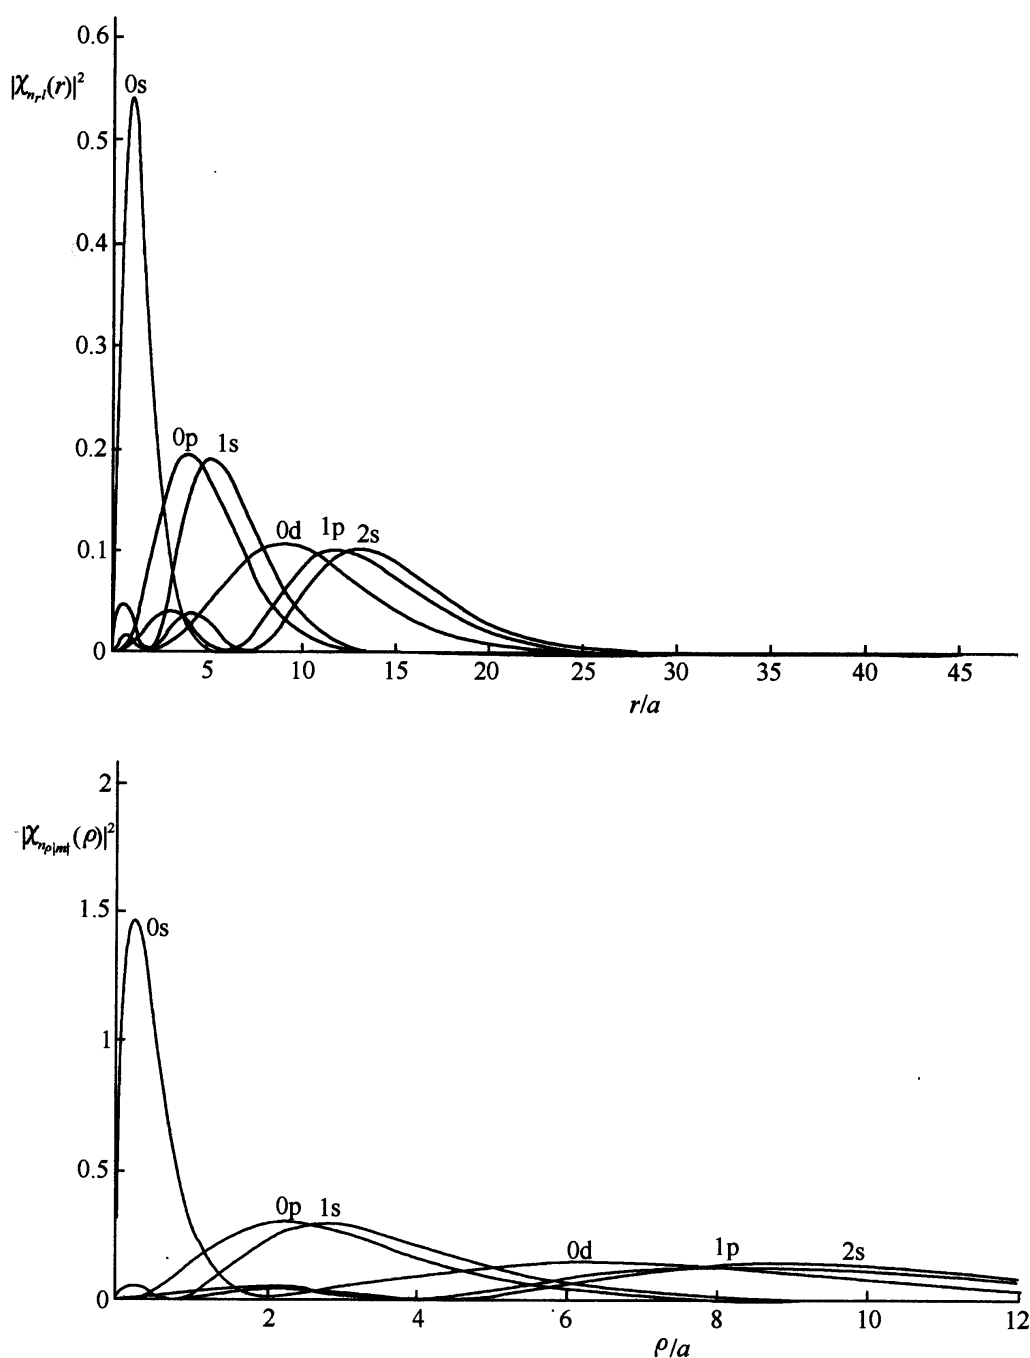 0.6
|χ_{n_r l}(r)|²
0s
0.5
0.4
0.3
0.2
0p 1s
0d 1p 2s
0.1
0
5 10 15 20 25 30 35 40 45
r/a
2
|χ_{n_ρ|m|}(ρ)|²
1.5
0s
1
0.5
0p 1s
0d 1p 2s
0
2 4 6 8 10 12
ρ/a